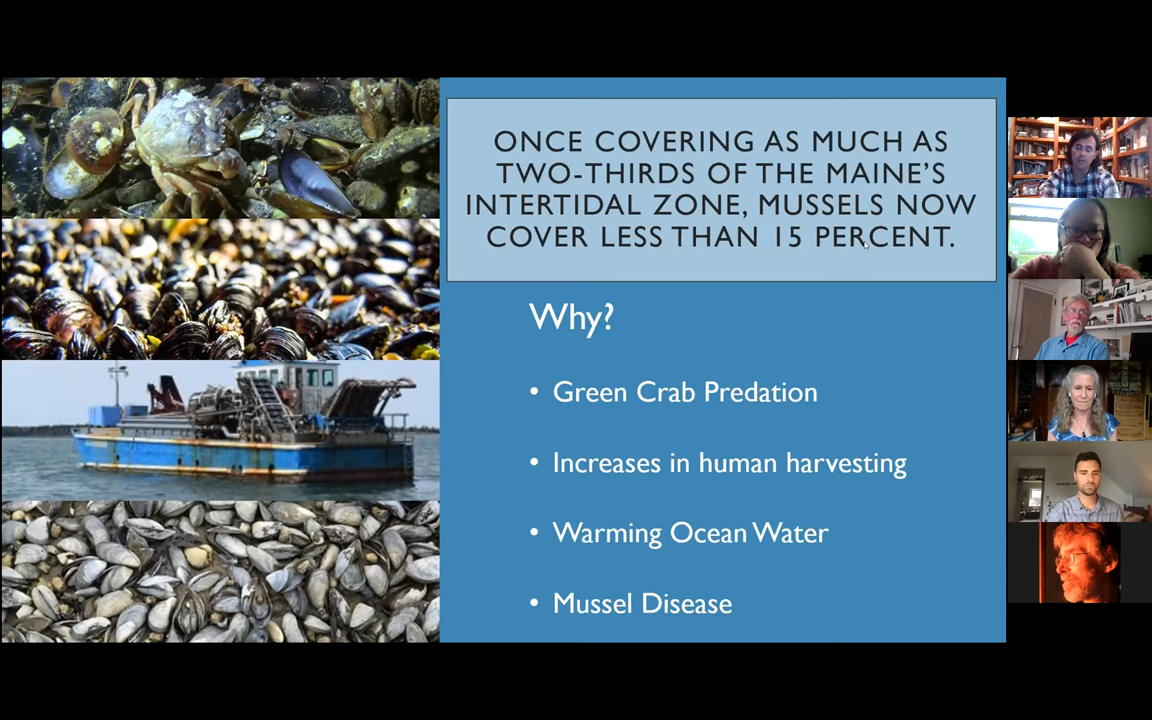 ONCE COVERING AS MUCH AS
TWO-THIRDS OF THE MAINE’S
INTERTIDAL ZONE, MUSSELS NOW
COVER LESS THAN 15 PERCENT.
Why?
• Green Crab Predation
• Increases in human harvesting
• Warming Ocean Water
• Mussel Disease